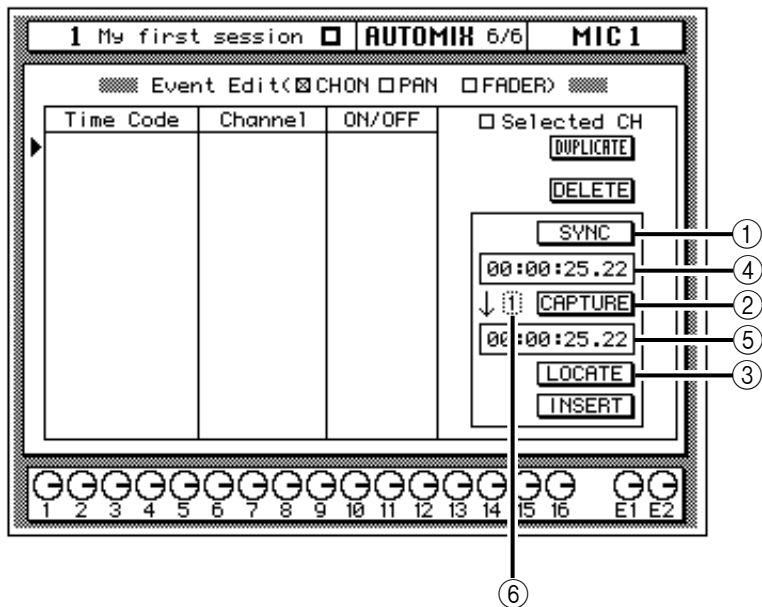 1 My first session AUTOMIX 6/6 MIC 1
Event Edit( CHON PAN FADER)
Time Code Channel ON/OFF Selected CH
DUPLICATE
DELETE
SYNC ①
00:00:25.22 ④
↓ 1 CAPTURE ②
00:00:25.22 ⑤
LOCATE ③
INSERT
1 2 3 4 5 6 7 8 9 10 11 12 13 14 15 16 E1 E2
⑥